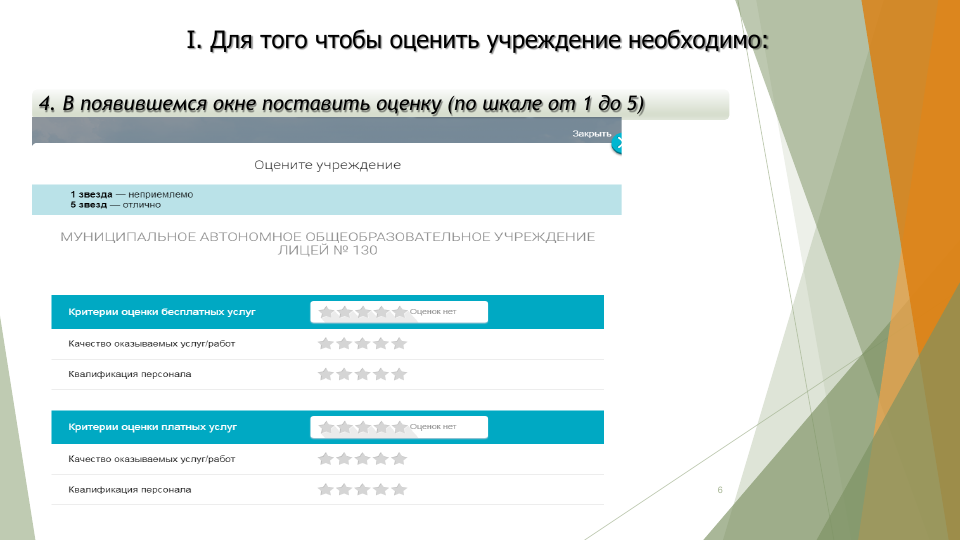 I. Для того чтобы оценить учреждение необходимо:
4. В появившемся окне поставить оценку (по шкале от 1 до 5)
Закрыть
Оцените учреждение
1 звезда — неприемлемо
5 звезд — отлично
МУНИЦИПАЛЬНОЕ АВТОНОМНОЕ ОБЩЕОБРАЗОВАТЕЛЬНОЕ УЧРЕЖДЕНИЕ
ЛИЦЕЙ № 130
Критерии оценки бесплатных услуг Оценок нет
Качество оказываемых услуг/работ
Квалификация персонала
Критерии оценки платных услуг Оценок нет
Качество оказываемых услуг/работ
Квалификация персонала
6